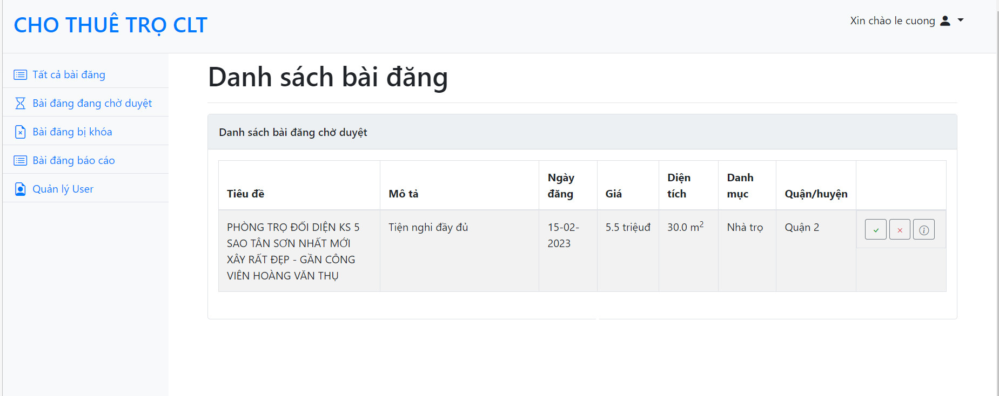 CHO THUÊ TRỌ CLT
Xin chào le cuong
Tất cả bài đăng
Bài đăng đang chờ duyệt
Bài đăng bị khóa
Bài đăng báo cáo
Quản lý User
Danh sách bài đăng
Danh sách bài đăng chờ duyệt
Tiêu đề
Mô tả
Ngày
đăng
Giá
Diện
tích
Danh
mục
Quận/huyện
PHÒNG TRỌ ĐỐI DIỆN KS 5
SAO TÂN SƠN NHẤT MỚI
XÂY RẤT ĐẸP - GẦN CÔNG
VIÊN HOÀNG VĂN THỤ
Tiện nghi đầy đủ
15-02-
2023
5.5 triệuđ
30.0 m²
Nhà trọ
Quận 2